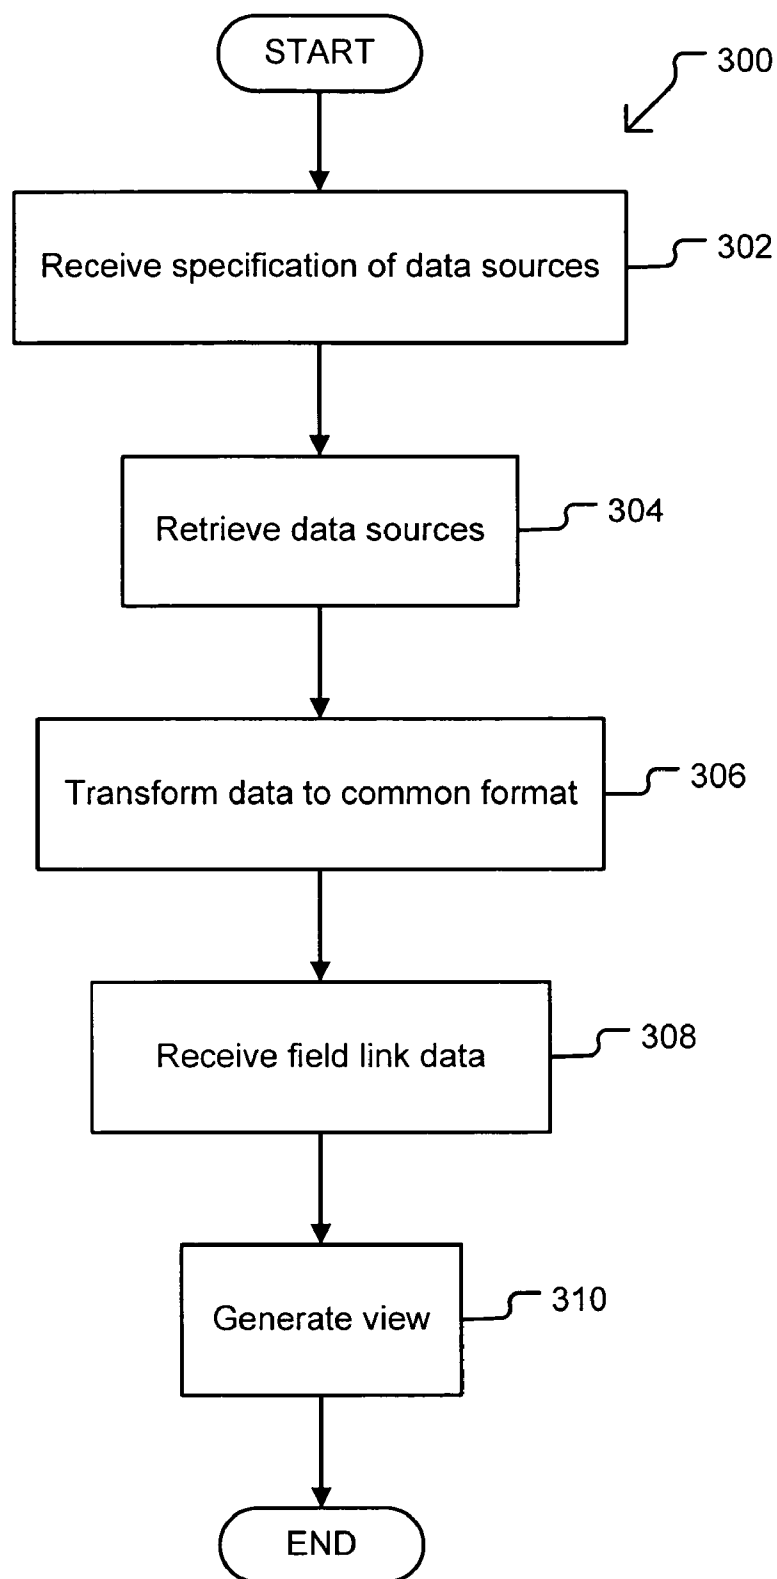 START
300
Receive specification of data sources
302
Retrieve data sources
304
Transform data to common format
306
Receive field link data
308
Generate view
310
END